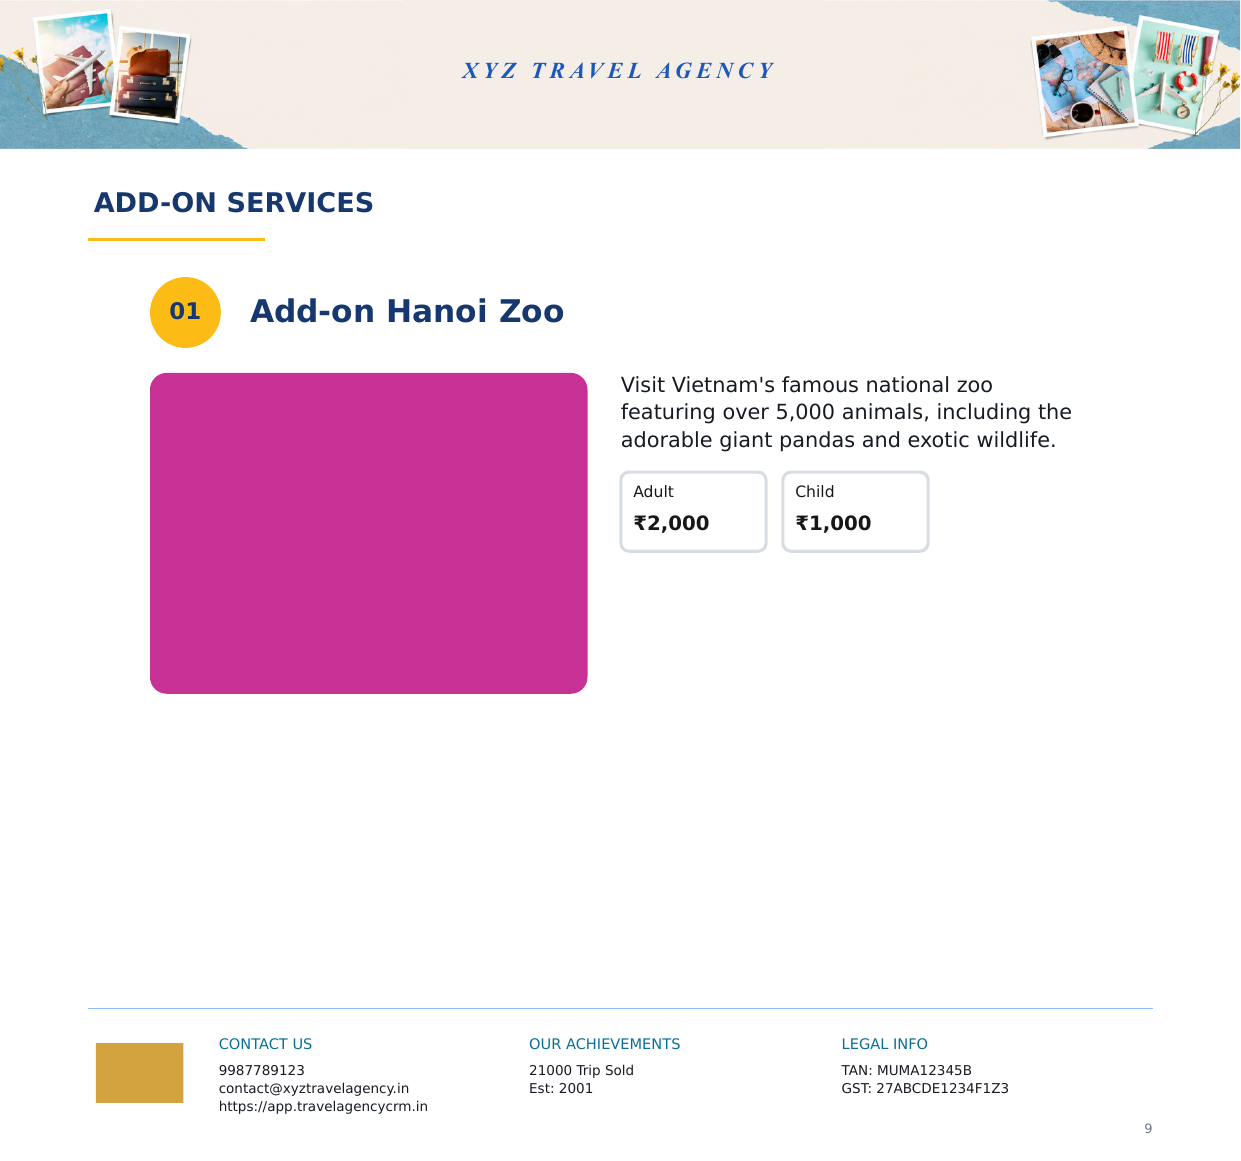 XYZ TRAVEL AGENCY
ADD-ON SERVICES
01
Add-on Hanoi Zoo
Visit Vietnam's famous national zoo
featuring over 5,000 animals, including the
adorable giant pandas and exotic wildlife.
Adult
₹2,000
Child
₹1,000
CONTACT US
9987789123
contact@xyztravelagency.in
https://app.travelagencycrm.in
OUR ACHIEVEMENTS
21000 Trip Sold
Est: 2001
LEGAL INFO
TAN: MUMA12345B
GST: 27ABCDE1234F1Z3
9